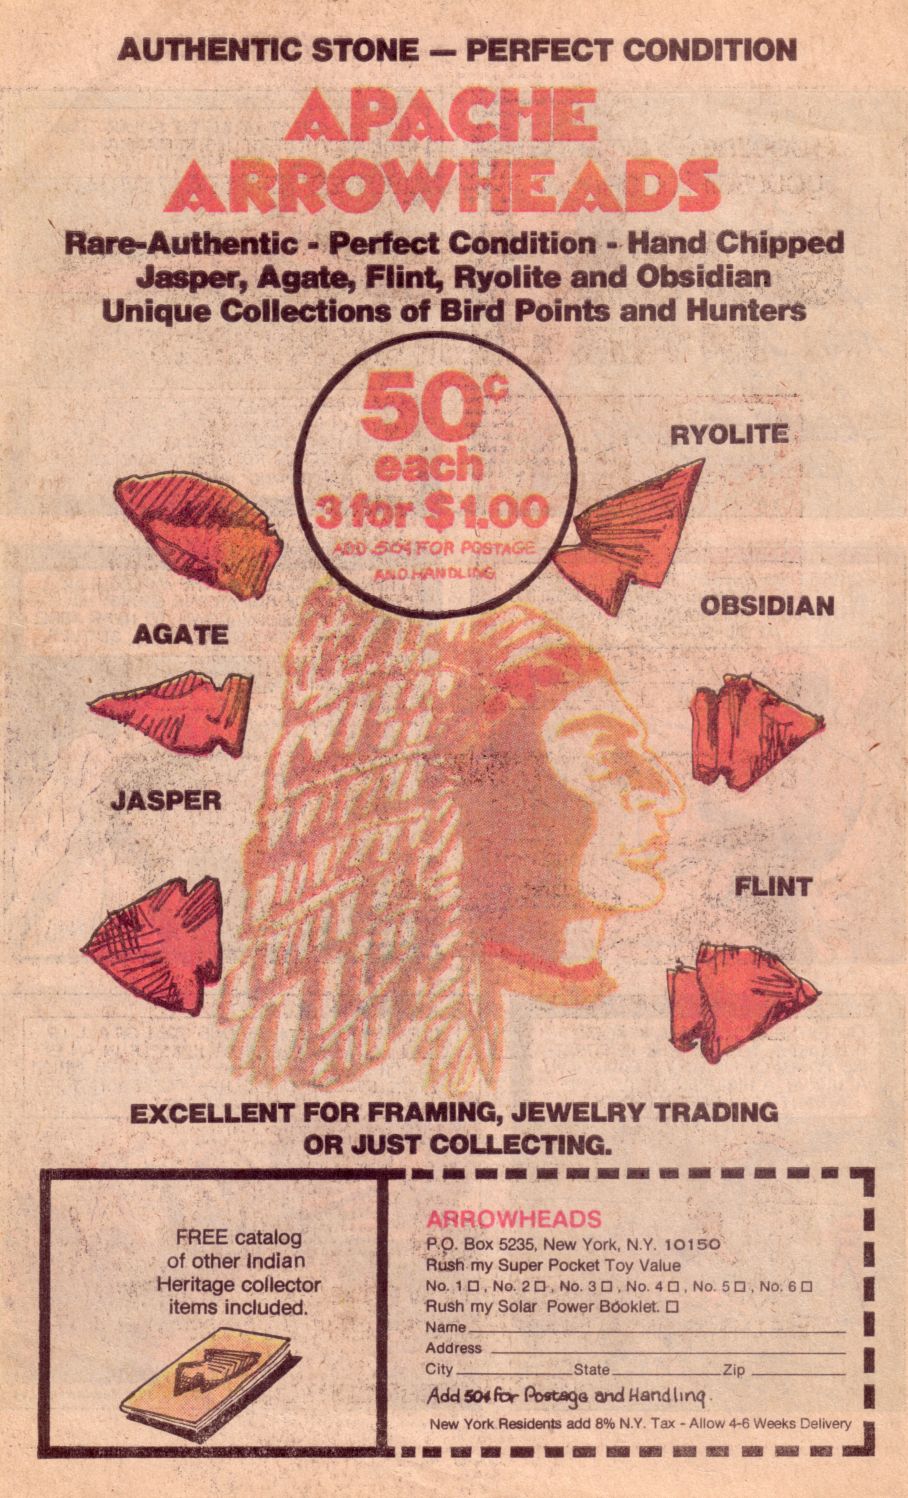 AUTHENTIC STONE — PERFECT CONDITION
APACHE
ARROWHEADS
Rare-Authentic - Perfect Condition - Hand Chipped
Jasper, Agate, Flint, Ryolite and Obsidian
Unique Collections of Bird Points and Hunters
50¢
each
3 for $1.00
ADD .50¢ FOR POSTAGE
AND HANDLING
RYOLITE
OBSIDIAN
AGATE
JASPER
FLINT
EXCELLENT FOR FRAMING, JEWELRY TRADING
OR JUST COLLECTING.
FREE catalog
of other Indian
Heritage collector
items included.
ARROWHEADS
P.O. Box 5235, New York, N.Y. 10150
Rush my Super Pocket Toy Value
No. 1 □, No. 2 □, No. 3 □, No. 4 □, No. 5 □, No. 6 □
Rush my Solar Power Booklet. □
Name
Address
City State Zip
Add 50¢ for Postage and Handling.
New York Residents add 8% N.Y. Tax - Allow 4-6 Weeks Delivery